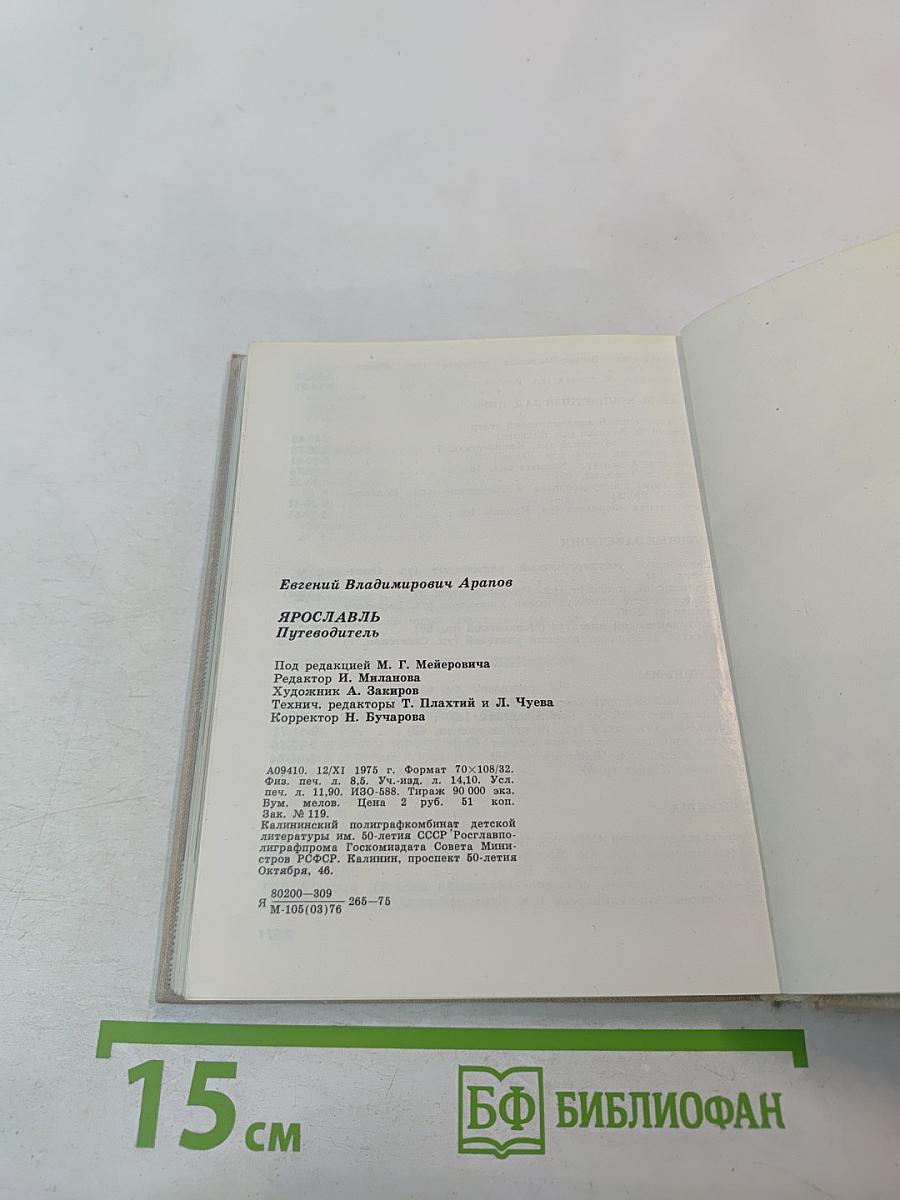 Евгений Владимирович Арапов
ЯРОСЛАВЛЬ
Путеводитель
Под редакцией М. Г. Мейеровича
Редактор И. Миланова
Художник А. Закиров
Технич. редакторы Т. Плахтий и Л. Чуева
Корректор Н. Бучарова
А09410. 12/XI 1975 г. Формат 70×108/32.
Физ. печ. л. 8,5. Уч.-изд. л. 14,10. Усл.
печ. л. 11,90. ИЗО-588. Тираж 90 000 экз.
Бум. мелов. Цена 2 руб. 51 коп.
Зак. № 119.
Калининский полиграфкомбинат детской
литературы им. 50-летия СССР Росглавпо-
лиграфпрома Госкомиздата Совета Мини-
стров РСФСР. Калинин, проспект 50-летия
Октября, 46.
Я 80200—309
М-105(03)76 265—75
15 см
БФ БИБЛИОФАН